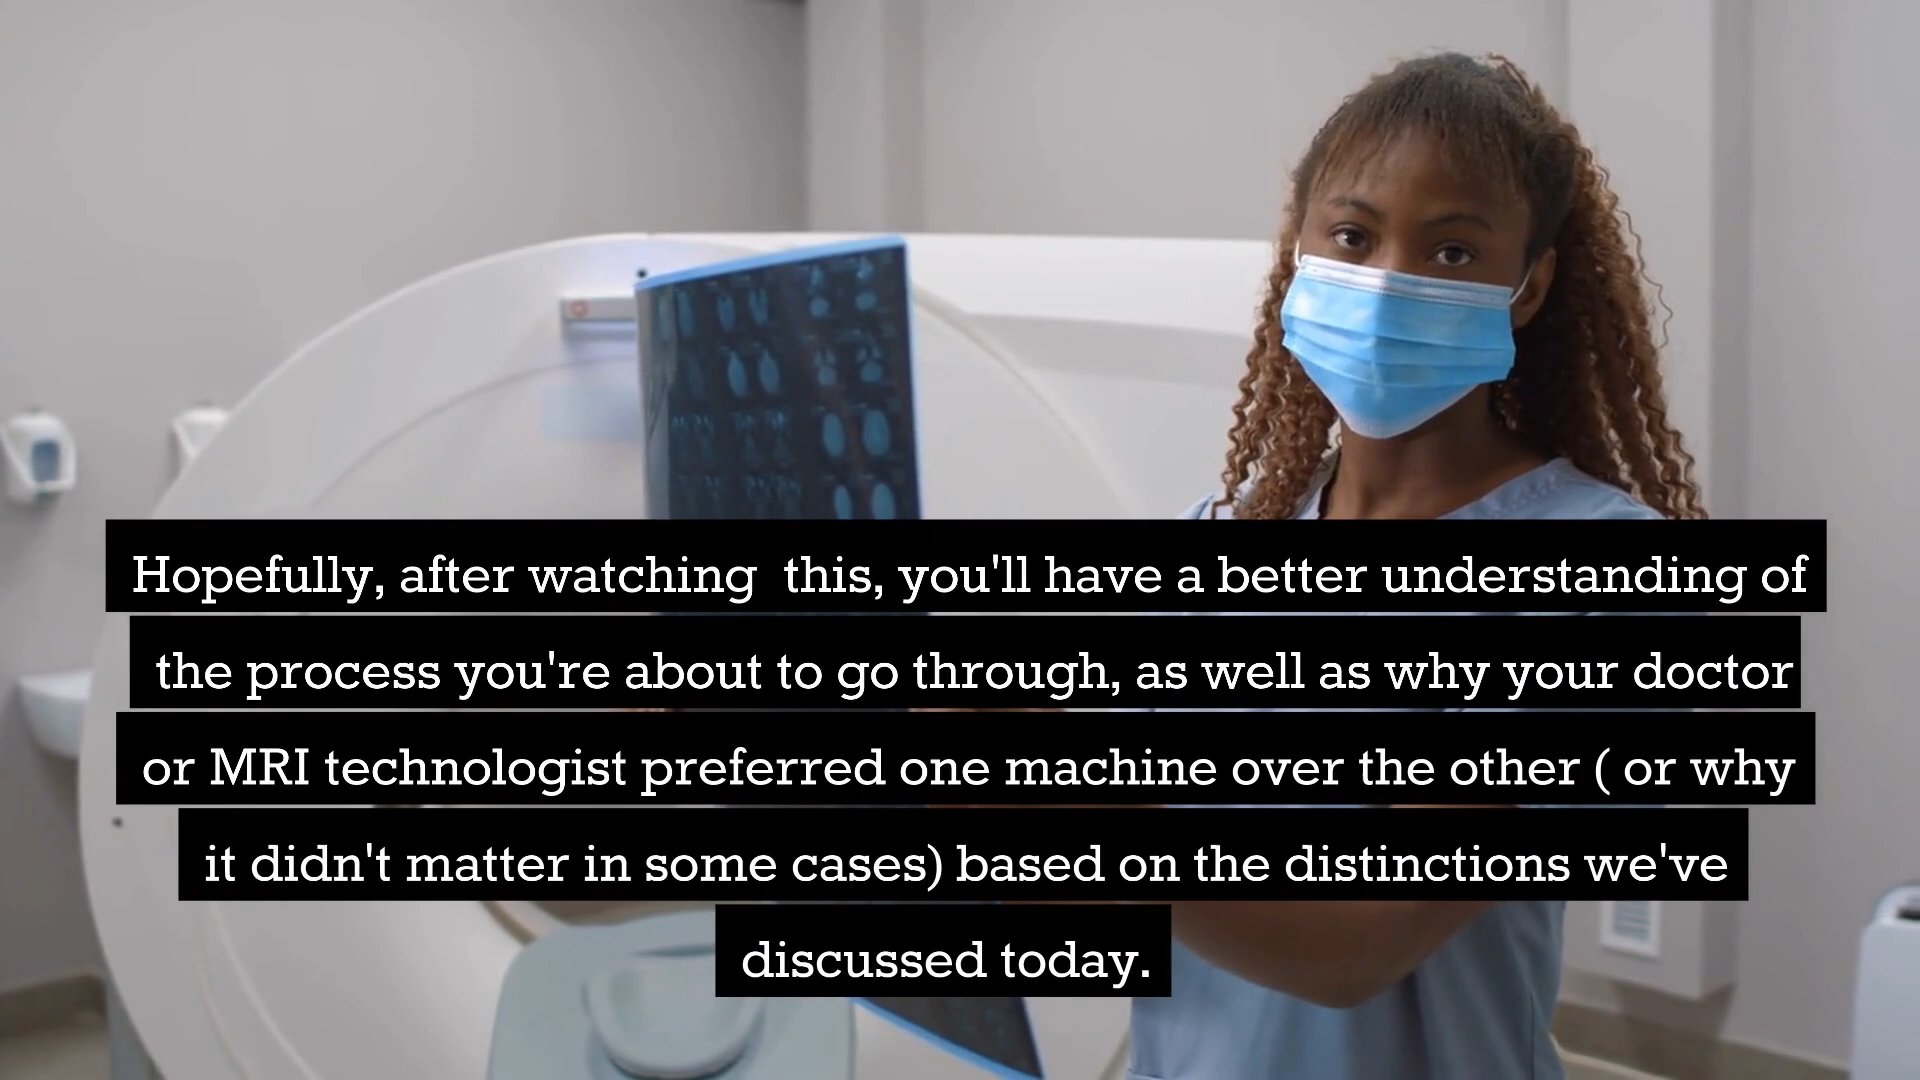 Hopefully, after watching  this, you'll have a better understanding of
the process you're about to go through, as well as why your doctor
or MRI technologist preferred one machine over the other ( or why
it didn't matter in some cases) based on the distinctions we've
discussed today.